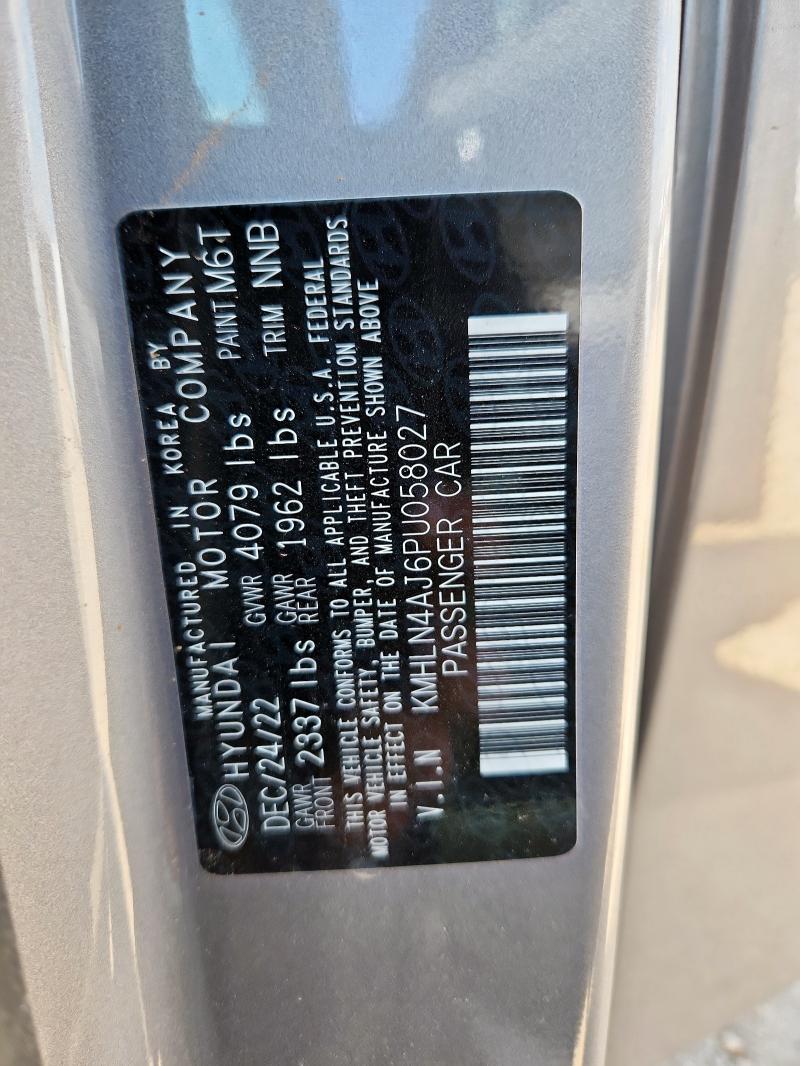 MANUFACTURED IN KOREA BY
HYUNDAI MOTOR COMPANY
DEC/24/22 GVWR 4079 lbs PAINT M6T
GAWR FRONT 2337 lbs GAWR REAR 1962 lbs TRIM NNB
THIS VEHICLE CONFORMS TO ALL APPLICABLE U.S.A. FEDERAL
MOTOR VEHICLE SAFETY, BUMPER, AND THEFT PREVENTION STANDARDS
IN EFFECT ON THE DATE OF MANUFACTURE SHOWN ABOVE
V.I.N KMHLN4AJ6PU058027
PASSENGER CAR